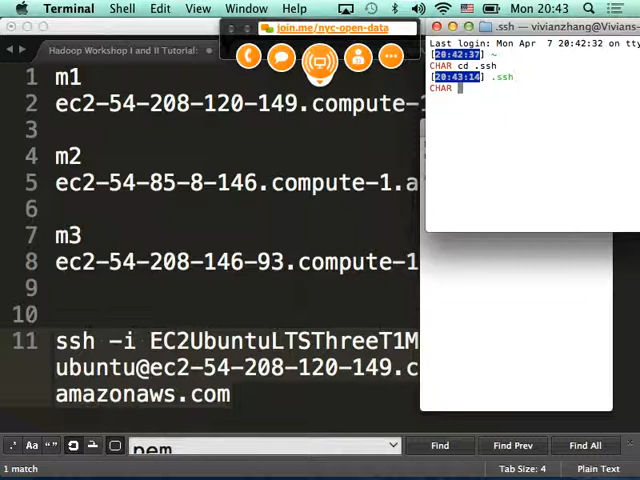 Terminal Shell Edit View Window Help Mon 20:43
join.me/nyc-open-data
.ssh — vivianzhang@Vivians-
Hadoop Workshop I and II Tutorial:
Last login: Mon Apr 7 20:42:32 on tty
[20:42:37] ~
CHAR cd .ssh
[20:43:14] .ssh
CHAR
1 m1
2 ec2-54-208-120-149.compute-1
3
4 m2
5 ec2-54-85-8-146.compute-1.a
6
7 m3
8 ec2-54-208-146-93.compute-1
9
10
11 ssh -i EC2UbuntuLTSThreeT1M
ubuntu@ec2-54-208-120-149.c
amazonaws.com
.* Aa “” pem Find Find Prev Find All
1 match Tab Size: 4 Plain Text